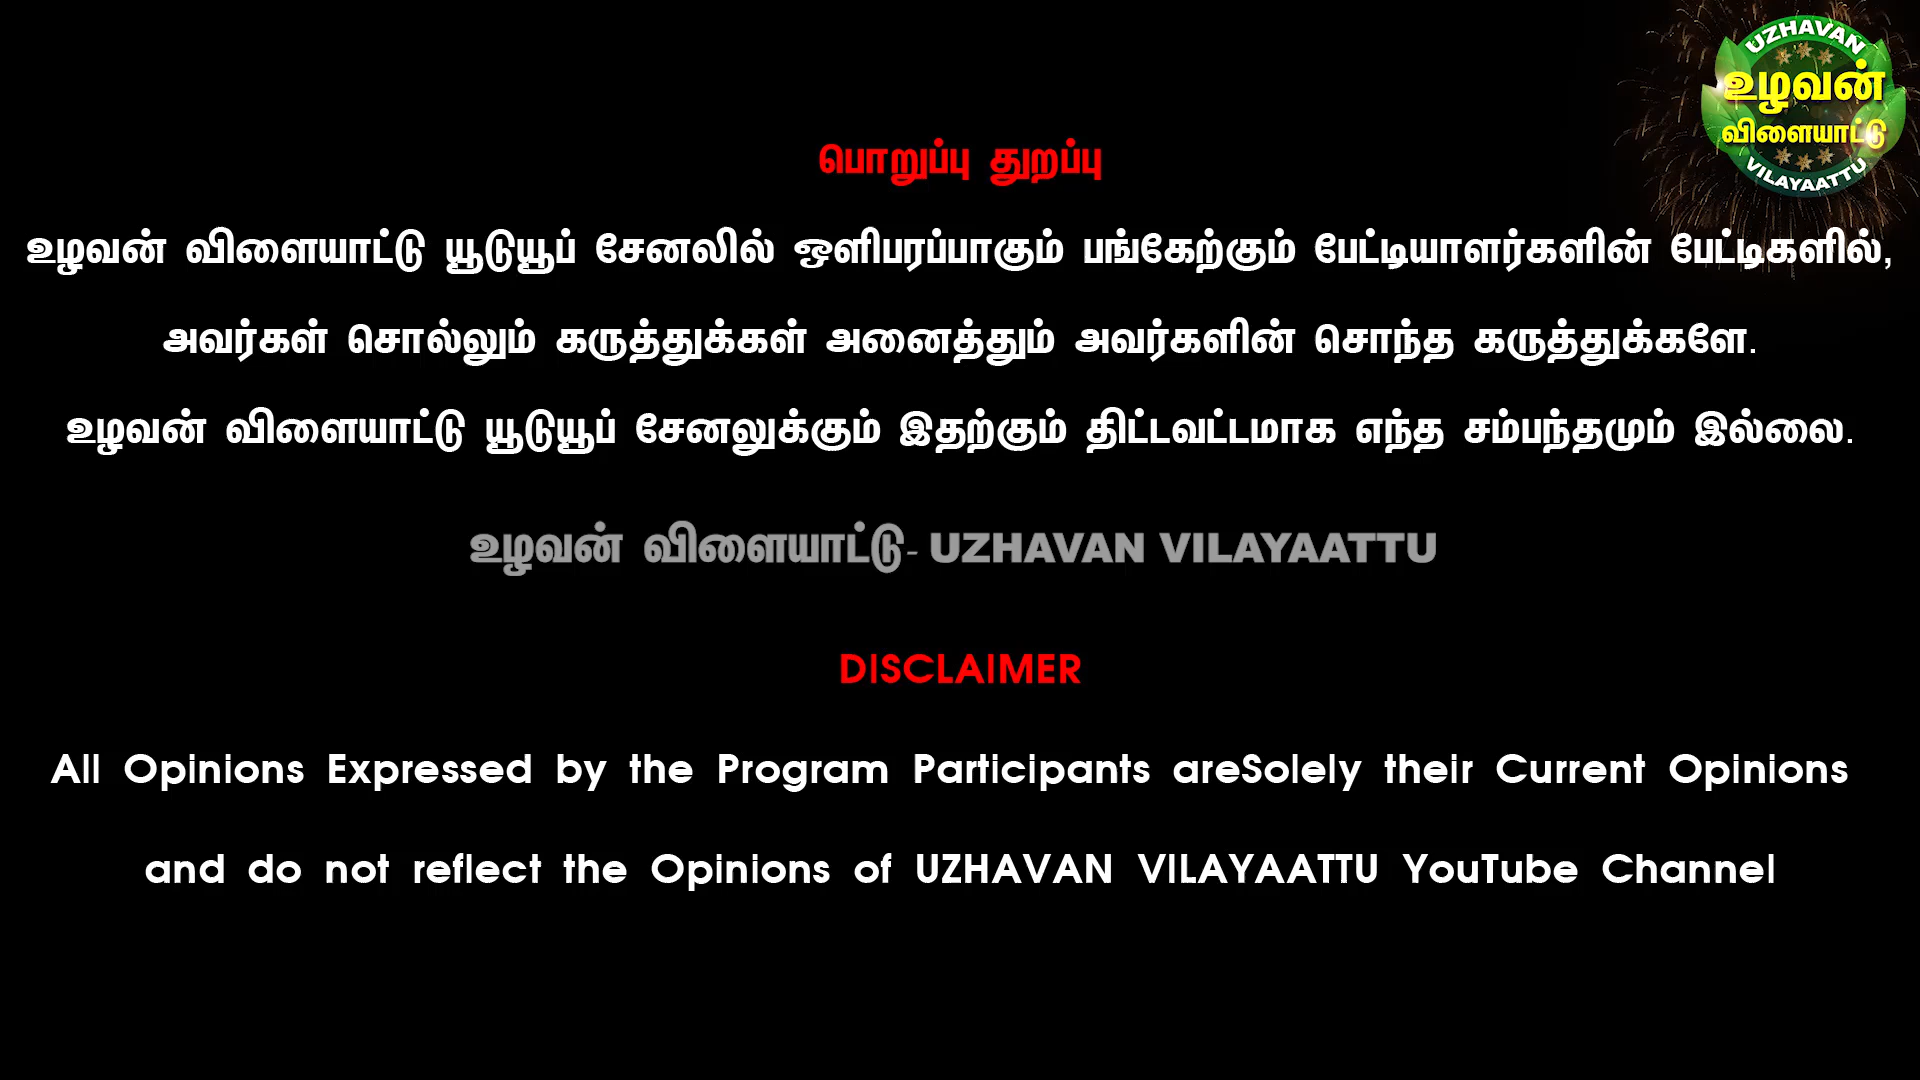 UZHAVAN
உழவன்
விளையாட்டு
VILAYAATTU
பொறுப்பு துறப்பு
உழவன் விளையாட்டு யூடுயூப் சேனலில் ஒளிபரப்பாகும் பங்கேற்கும் பேட்டியாளர்களின் பேட்டிகளில்,
அவர்கள் சொல்லும் கருத்துக்கள் அனைத்தும் அவர்களின் சொந்த கருத்துக்களே.
உழவன் விளையாட்டு யூடுயூப் சேனலுக்கும் இதற்கும் திட்டவட்டமாக எந்த சம்பந்தமும் இல்லை.
உழவன் விளையாட்டு- UZHAVAN VILAYAATTU
DISCLAIMER
All Opinions Expressed by the Program Participants areSolely their Current Opinions
and do not reflect the Opinions of UZHAVAN VILAYAATTU YouTube Channel